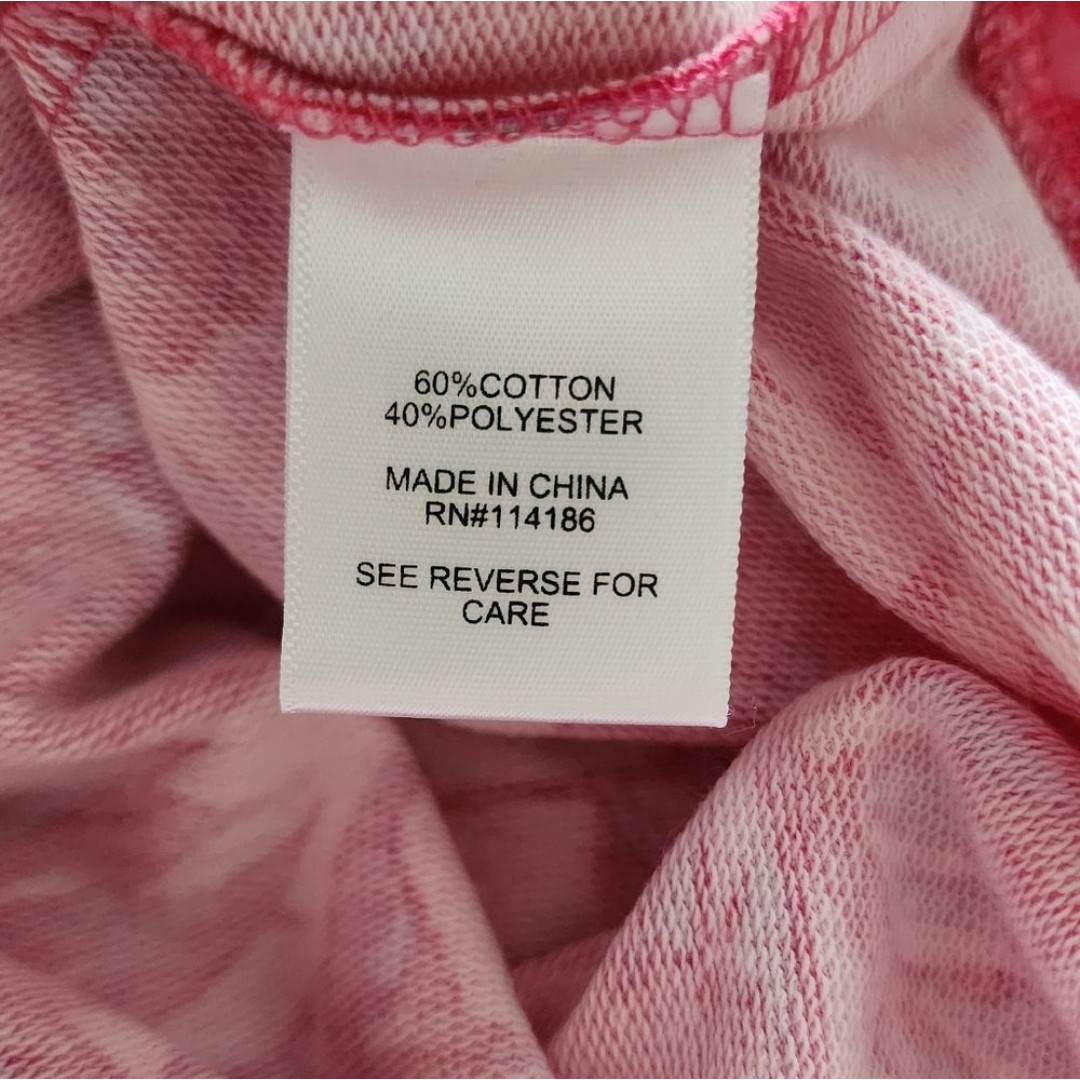 60%COTTON
40%POLYESTER
MADE IN CHINA
RN#114186
SEE REVERSE FOR
CARE